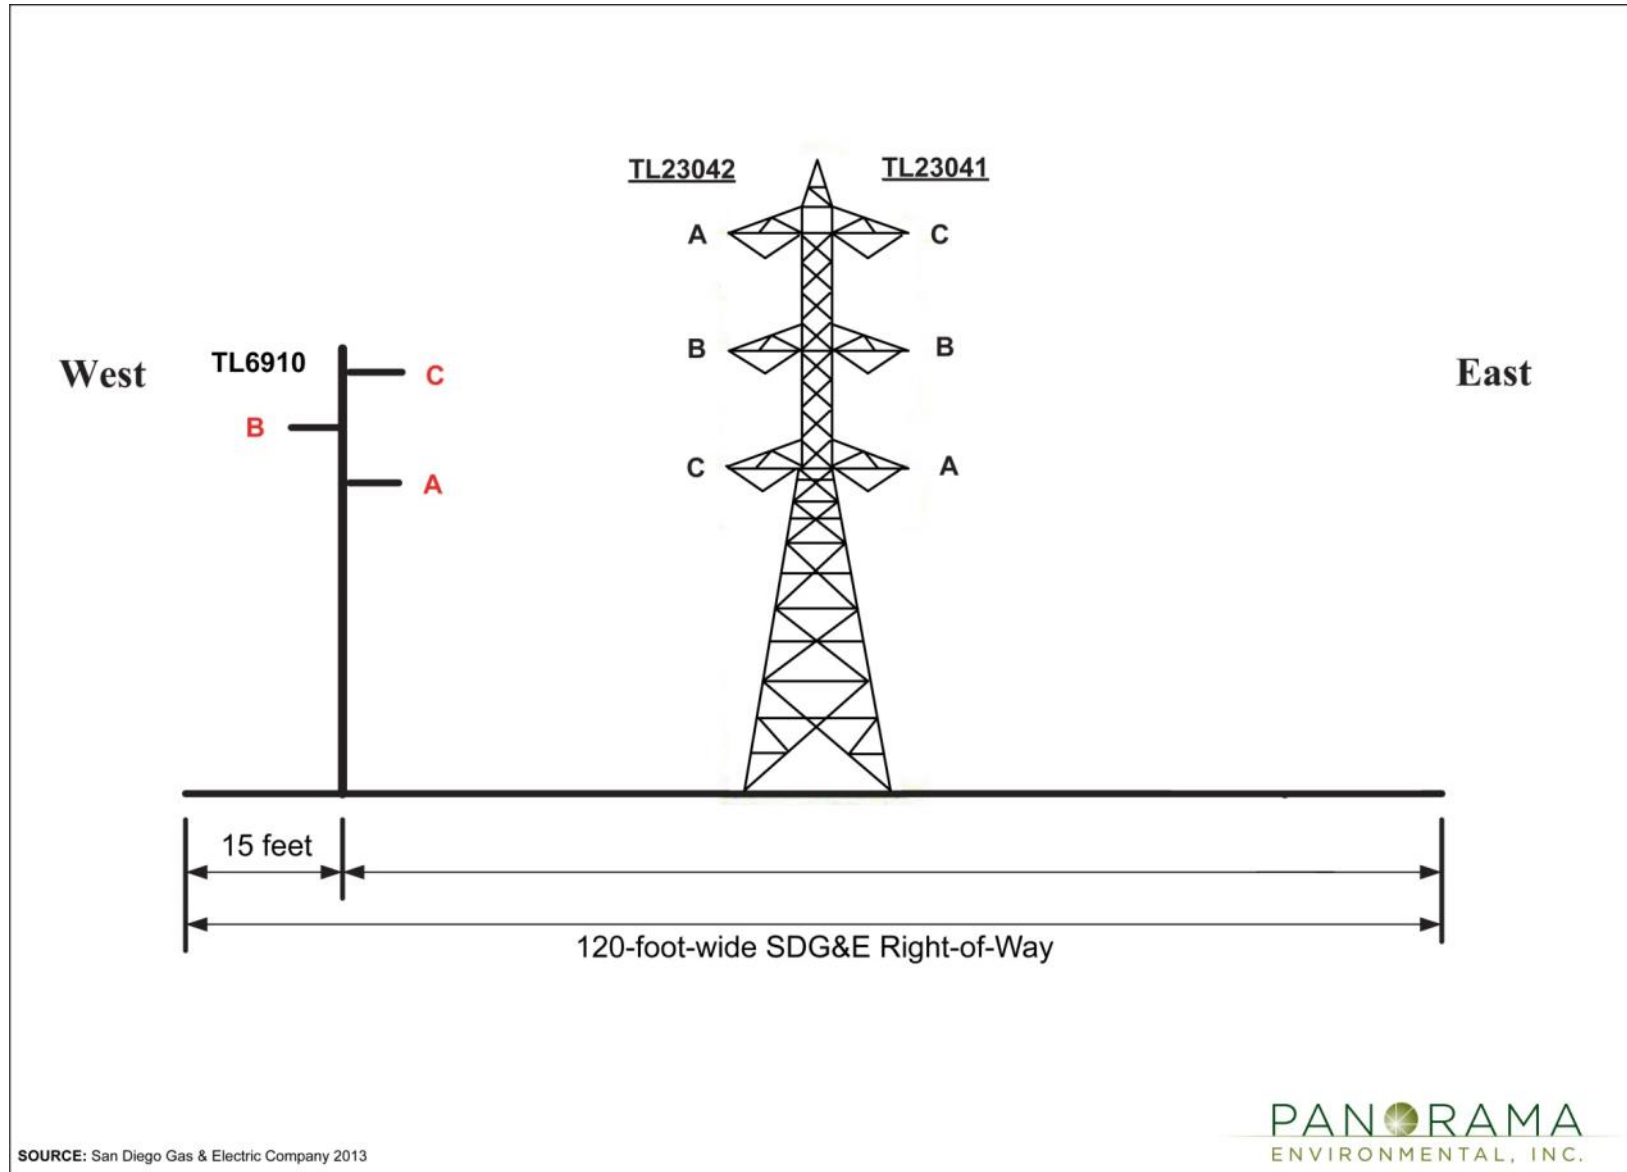 TL23042
TL23041
A
C
TL6910
B
B
West
East
C
B
C
A
A
15 feet
120-foot-wide SDG&E Right-of-Way
SOURCE: San Diego Gas & Electric Company 2013
PANORAMA
ENVIRONMENTAL, INC.